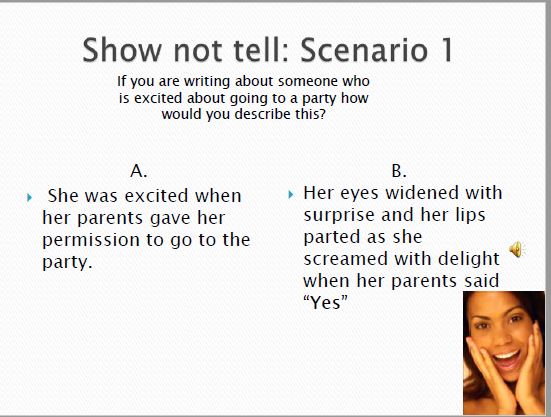 Show not tell: Scenario 1
If you are writing about someone who
is excited about going to a party how
would you describe this?
A.
She was excited when
her parents gave her
permission to go to the
party.
B.
Her eyes widened with
surprise and her lips
parted as she
screamed with delight
when her parents said
“Yes”